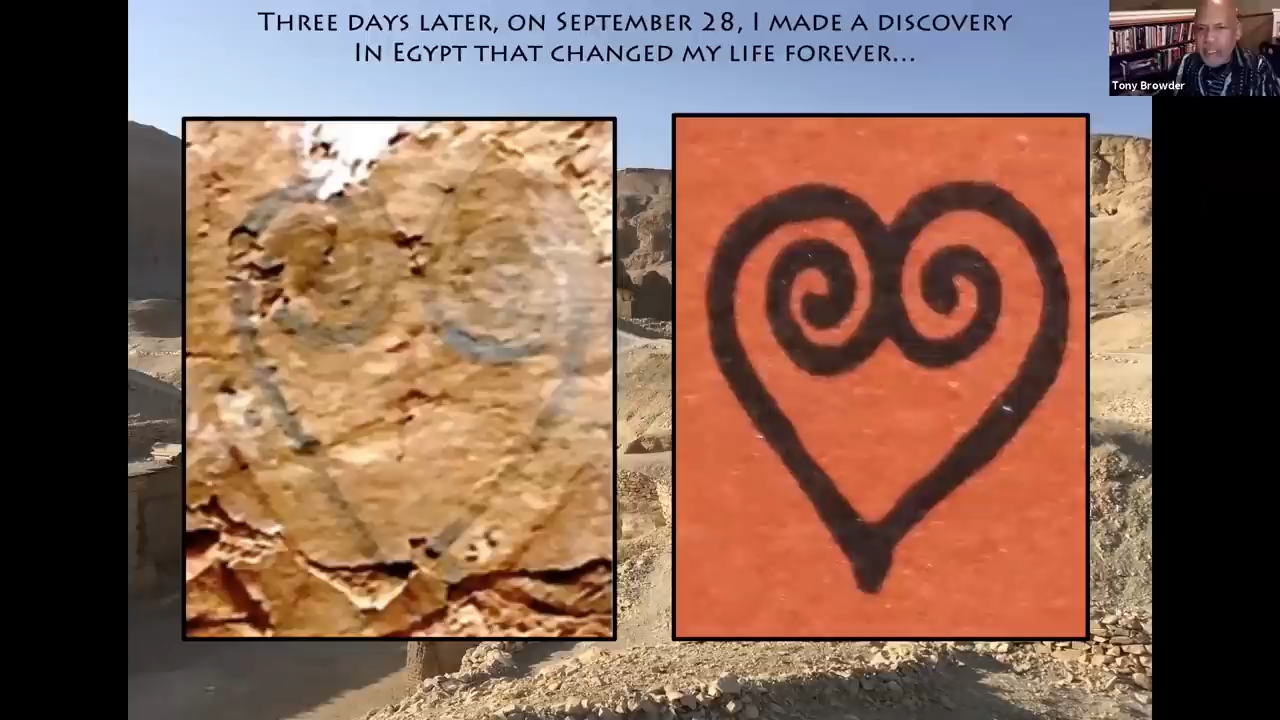 Three days later, on September 28, I made a discovery
In Egypt that changed my life forever...
Tony Browder